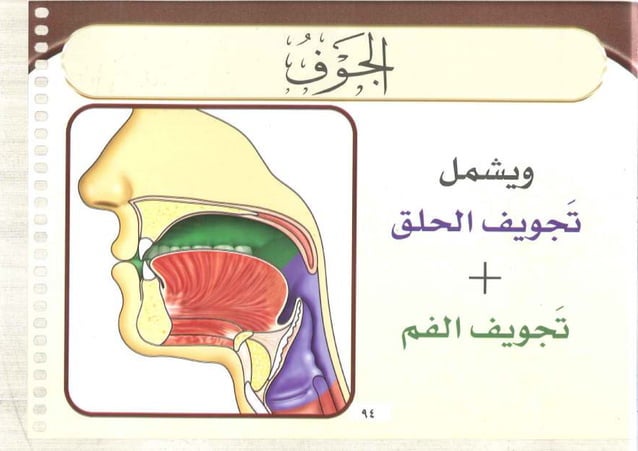 الجَوْفُ
ويشمل
تَجويف الحلق
+
تَجويف الفم
٩٤